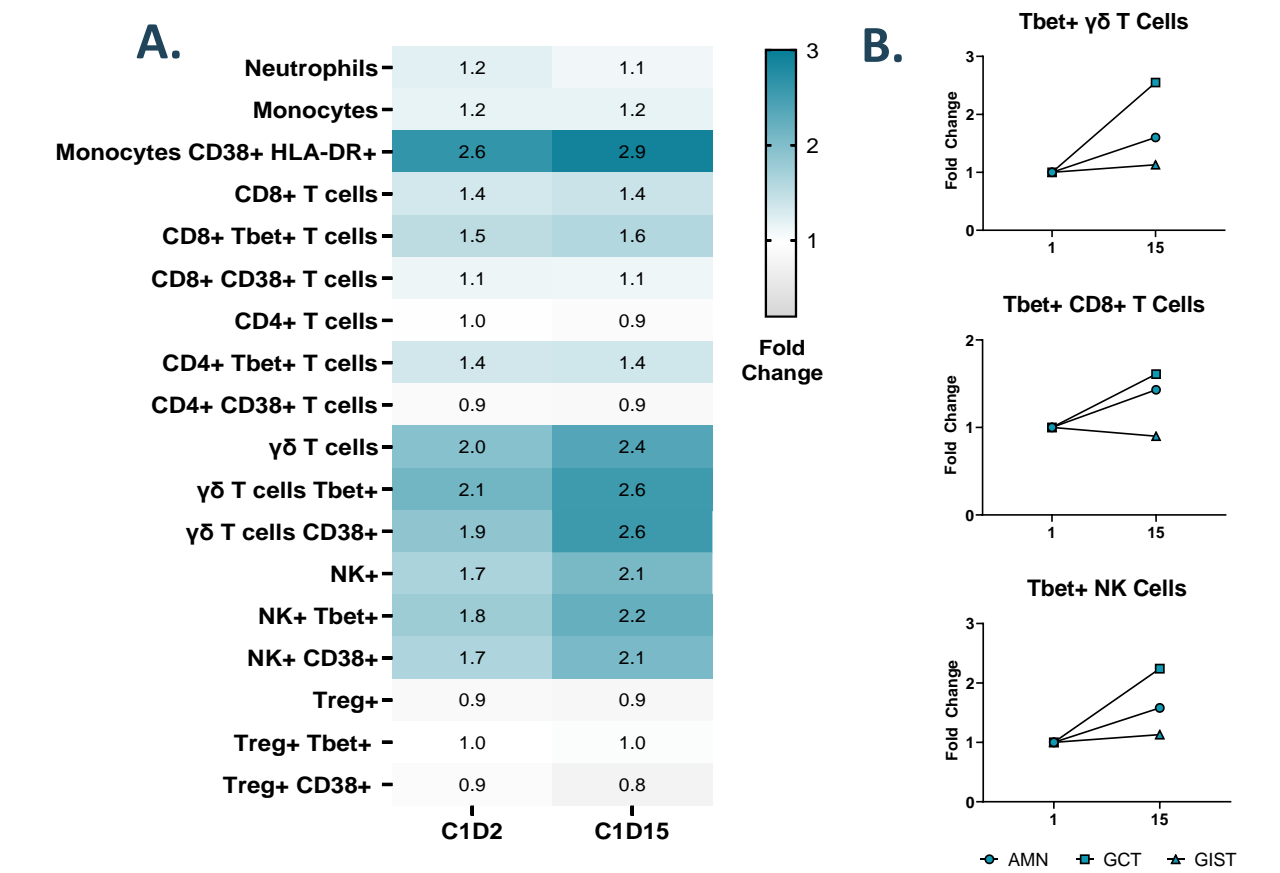 A.
Neutrophils 1.2 1.1
Monocytes 1.2 1.2
Monocytes CD38+ HLA-DR+ 2.6 2.9
CD8+ T cells 1.4 1.4
CD8+ Tbet+ T cells 1.5 1.6
CD8+ CD38+ T cells 1.1 1.1
CD4+ T cells 1.0 0.9
CD4+ Tbet+ T cells 1.4 1.4
CD4+ CD38+ T cells 0.9 0.9
γδ T cells 2.0 2.4
γδ T cells Tbet+ 2.1 2.6
γδ T cells CD38+ 1.9 2.6
NK+ 1.7 2.1
NK+ Tbet+ 1.8 2.2
NK+ CD38+ 1.7 2.1
Treg+ 0.9 0.9
Treg+ Tbet+ 1.0 1.0
Treg+ CD38+ 0.9 0.8
C1D2 C1D15
3
2
1
Fold
Change
B.
Tbet+ γδ T Cells
Fold Change
3
2
1
0
1 15
Tbet+ CD8+ T Cells
Fold Change
2
1
0
1 15
Tbet+ NK Cells
Fold Change
3
2
1
0
1 15
AMN GCT GIST